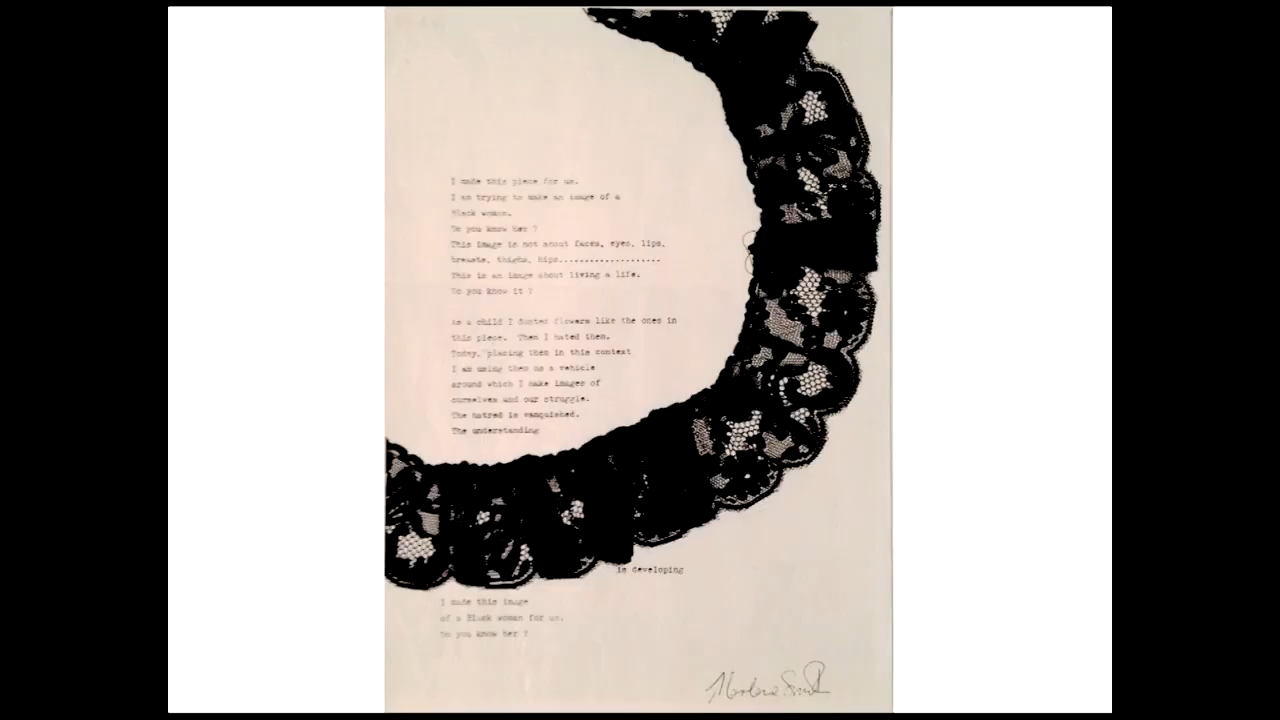 I made this piece for us.
I am trying to make an image of a
Black woman.
Do you know her ?
This image is not about faces, eyes, lips,
breasts, thighs, hips...................
This is an image about living a life.
Do you know it ?
As a child I dusted flowers like the ones in
this piece. Then I hated them.
Today, placing them in this context
I am using them as a vehicle
around which I make images of
ourselves and our struggle.
The hatred is vanquished.
The understanding
is developing
I made this image
of a Black woman for us.
Do you know her ?
Marlene Smith